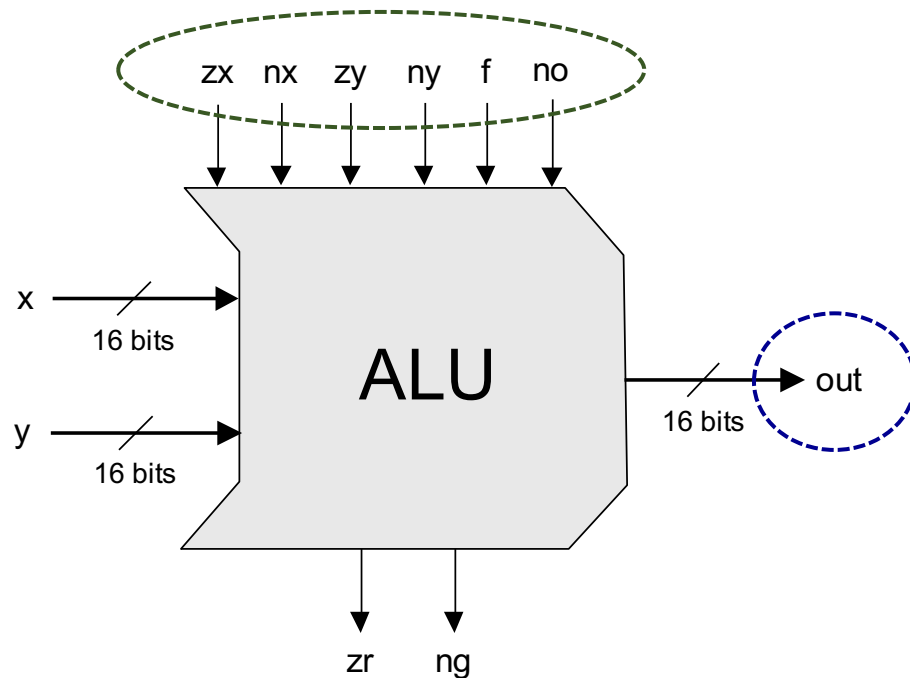 zx nx zy ny f no
x
16 bits
ALU
out
16 bits
y
16 bits
zr ng